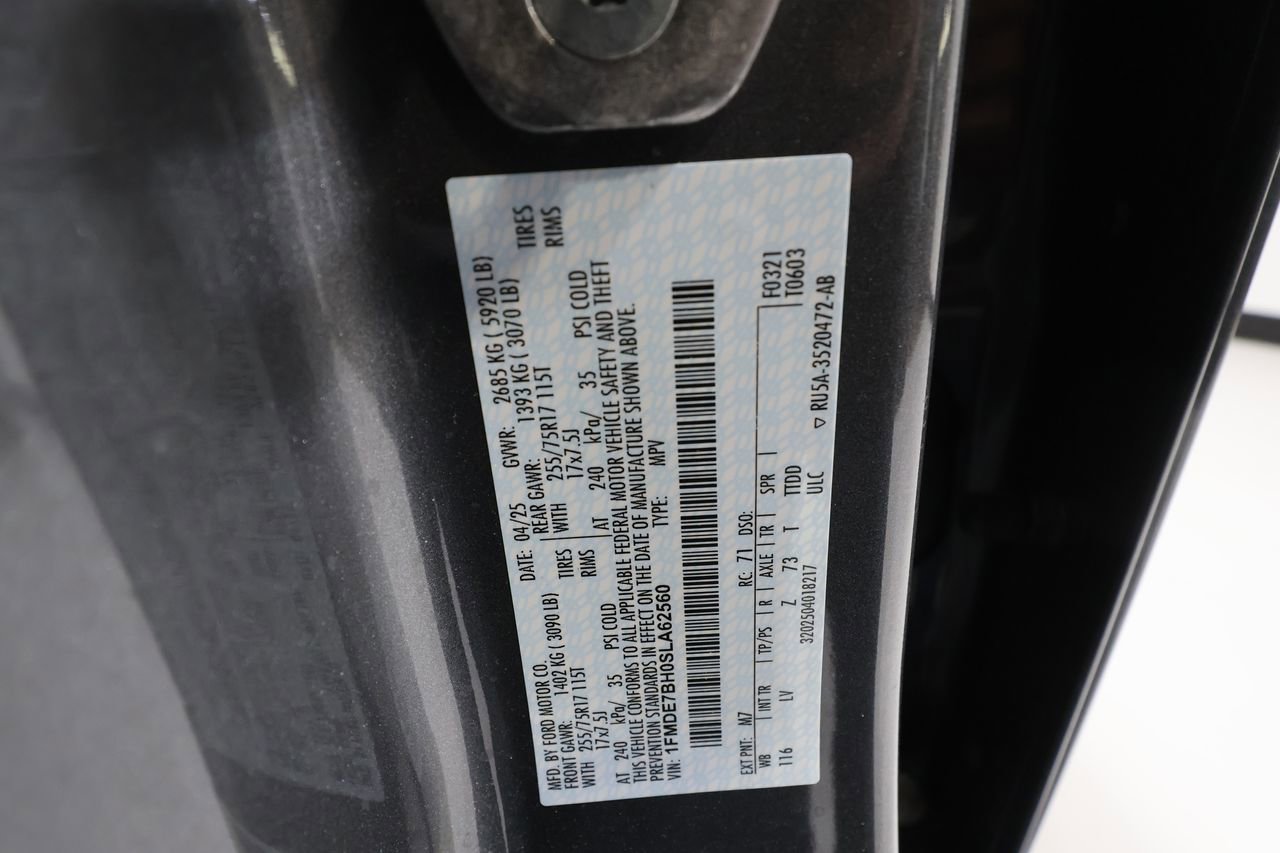 MFD. BY FORD MOTOR CO. DATE: 04/25 GVWR: 2685 KG ( 5920 LB)
FRONT GAWR: 1402 KG ( 3090 LB) REAR GAWR: 1393 KG ( 3070 LB)
WITH 255/75R17 115T TIRES WITH 255/75R17 115T TIRES
17x7.5J RIMS 17x7.5J RIMS
AT 240 kPa/ 35 PSI COLD AT 240 kPa/ 35 PSI COLD
THIS VEHICLE CONFORMS TO ALL APPLICABLE FEDERAL MOTOR VEHICLE SAFETY AND THEFT
PREVENTION STANDARDS IN EFFECT ON THE DATE OF MANUFACTURE SHOWN ABOVE.
VIN: 1FMDE7BH0SLA62560 TYPE: MPV
EXT PNT: M7 RC: 71 DSO: F0321
WB INT TR TP/PS R AXLE TR SPR T0603
116 LV Z 73 T TTDD
3202504018217 ULC ▽ RU5A-3520472-AB